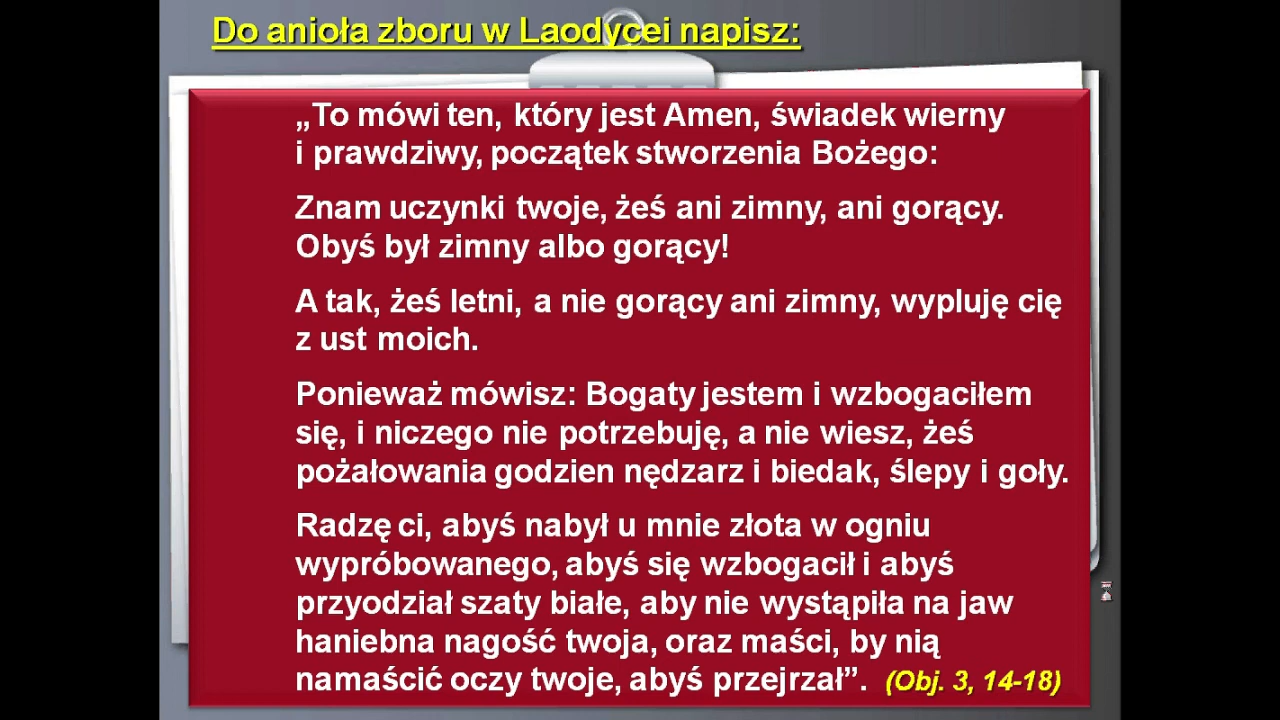 Do anioła zboru w Laodycei napisz:
„To mówi ten, który jest Amen, świadek wierny
i prawdziwy, początek stworzenia Bożego:
Znam uczynki twoje, żeś ani zimny, ani gorący.
Obyś był zimny albo gorący!
A tak, żeś letni, a nie gorący ani zimny, wypluję cię
z ust moich.
Ponieważ mówisz: Bogaty jestem i wzbogaciłem
się, i niczego nie potrzebuję, a nie wiesz, żeś
pożałowania godzien nędzarz i biedak, ślepy i goły.
Radzę ci, abyś nabył u mnie złota w ogniu
wypróbowanego, abyś się wzbogacił i abyś
przyodział szaty białe, aby nie wystąpiła na jaw
haniebna nagość twoja, oraz maści, by nią
namaścić oczy twoje, abyś przejrzał”. (Obj. 3, 14-18)